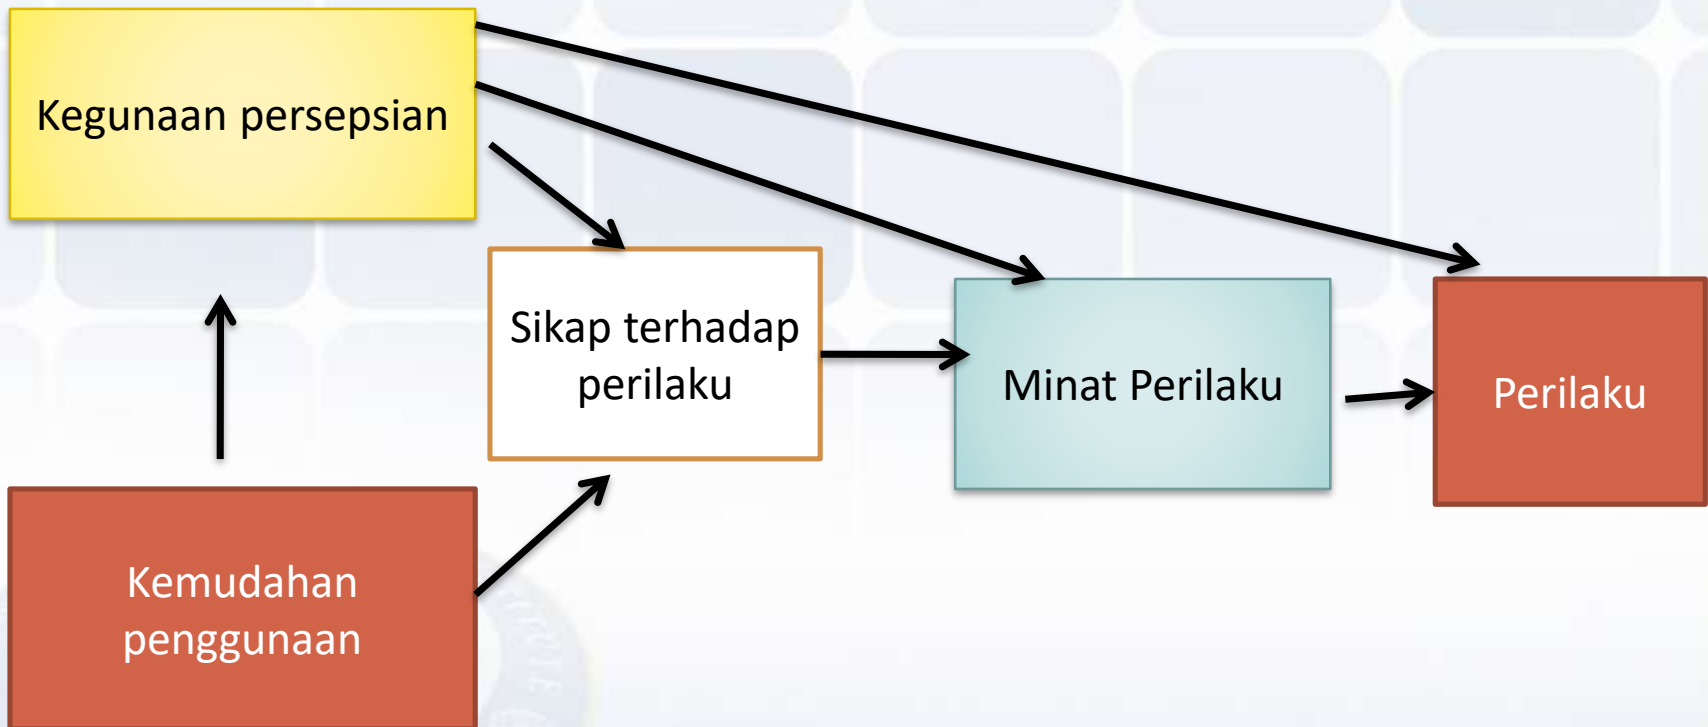 Kegunaan persepsian
Sikap terhadap
perilaku
Minat Perilaku
Perilaku
Kemudahan
penggunaan